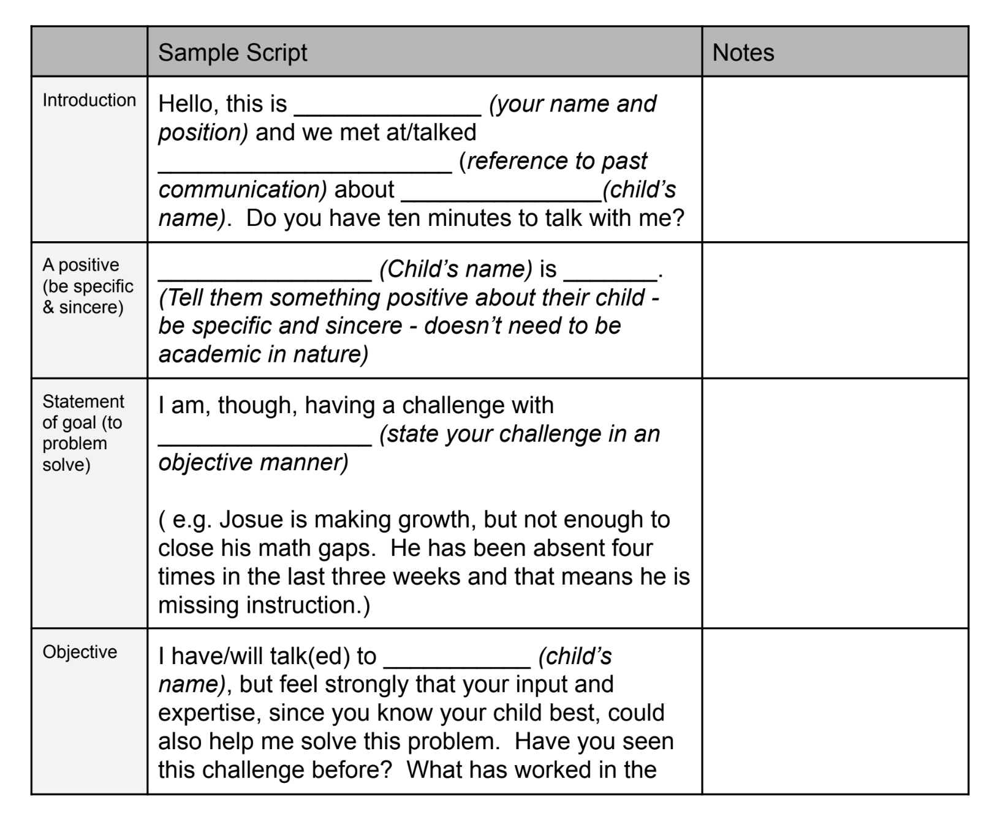 Sample Script
Notes
Introduction
Hello, this is ______________ (your name and
position) and we met at/talked
______________________ (reference to past
communication) about _______________(child's
name).  Do you have ten minutes to talk with me?
A positive
(be specific
& sincere)
________________ (Child's name) is _______.
(Tell them something positive about their child -
be specific and sincere - doesn't need to be
academic in nature)
Statement
of goal (to
problem
solve)
I am, though, having a challenge with
________________ (state your challenge in an
objective manner)
( e.g. Josue is making growth, but not enough to
close his math gaps.  He has been absent four
times in the last three weeks and that means he is
missing instruction.)
Objective
I have/will talk(ed) to ___________ (child's
name), but feel strongly that your input and
expertise, since you know your child best, could
also help me solve this problem.  Have you seen
this challenge before?  What has worked in the